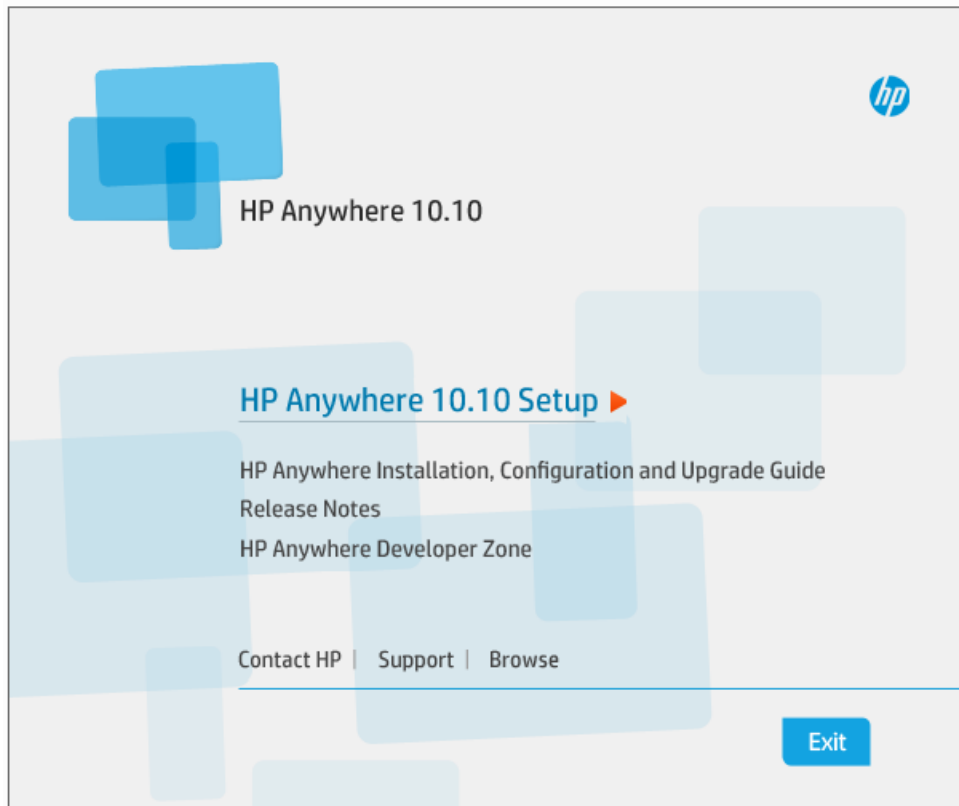 hp
HP Anywhere 10.10
HP Anywhere 10.10 Setup
HP Anywhere Installation, Configuration and Upgrade Guide
Release Notes
HP Anywhere Developer Zone
Contact HP | Support | Browse
Exit